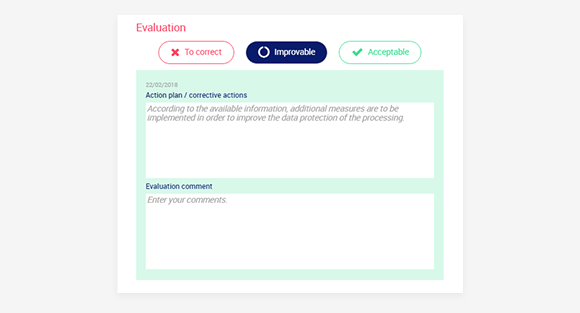 Evaluation
To correct
Improvable
Acceptable
22/02/2018
Action plan / corrective actions
According to the available information, additional measures are to be
implemented in order to improve the data protection of the processing.
Evaluation comment
Enter your comments.